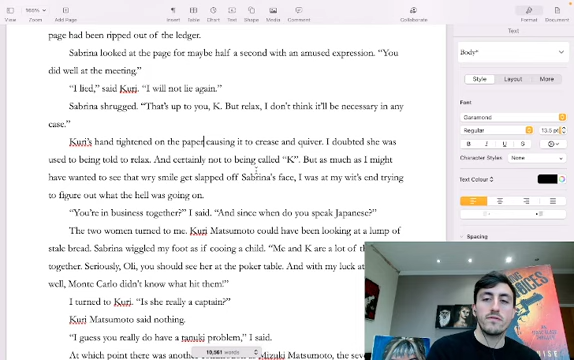 100%
View
Zoom
Add Page
Insert
Table
Chart
Text
Shape
Media
Comment
Collaborate
Format
Document
page had been ripped out of the ledger.
Sabrina looked at the page for maybe half a second with an amused expression. “You
did well at the meeting.”
“I lied,” said Kuri. “I will not lie again.”
Sabrina shrugged. “That’s up to you, K. But relax, I don’t think it’ll be necessary in any
case.”
Kuri’s hand tightened on the paper causing it to crease and quiver. I doubted she was
used to being told to relax. And certainly not to being called “K”. But as much as I might
have wanted to see that wry smile get slapped off Sabrina’s face, I was at my wit’s end trying
to figure out what the hell was going on.
“You’re in business together?” I said. “And since when do you speak Japanese?”
The two women turned to me. Kuri Matsumoto could have been looking at a lump of
stale bread. Sabrina wiggled my foot as if cooing a child. “Me and K are a lot of th
together. Seriously, Oli, you should see her at the poker table. And with my luck at
well, Monte Carlo didn’t know what hit them!”
I turned to Kuri. “Is she really a captain?”
Kuri Matsumoto said nothing.
“I guess you really do have a tanuki problem,” I said.
At which point there was another
Mizuki Matsumoto, the seve
10,561 words
Text
Body*
Style
Layout
More
Font
Garamond
Regular
13.5 pt
B I U S
Character Styles
None
Text Colour
Spacing
VOICES